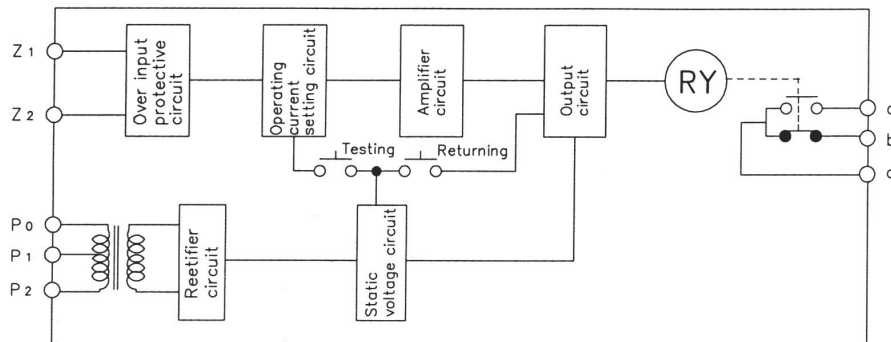 Z1
Z2
Over input
protective
circuit
Operating
current
setting circuit
Amplifier
circuit
Output
circuit
RY
b
Testing
Returning
P0
P1
P2
Reetifier
circuit
Static
voltage circuit